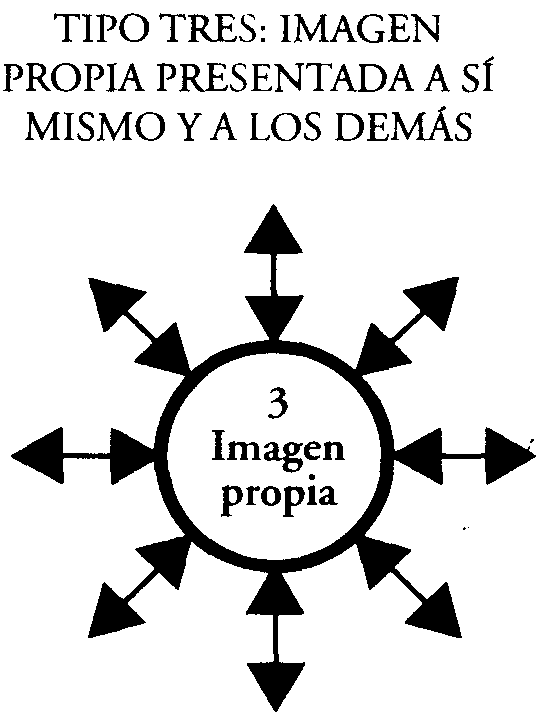 TIPO TRES: IMAGEN
PROPIA PRESENTADA A SÍ
MISMO Y A LOS DEMÁS
3
Imagen
propia